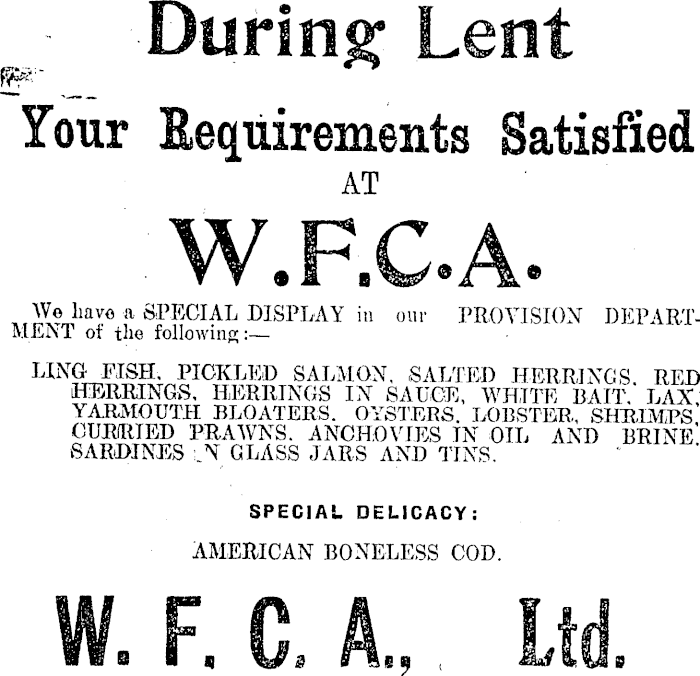 During Lent
Your Requirements Satisfied
AT
W.F.C.A.
We have a SPECIAL DISPLAY in our PROVISION DEPART-
MENT of the following:—
LING FISH, PICKLED SALMON, SALTED HERRINGS, RED
HERRINGS, HERRINGS IN SAUCE, WHITE BAIT, LAX,
YARMOUTH BLOATERS, OYSTERS, LOBSTER, SHRIMPS,
CURRIED PRAWNS, ANCHOVIES IN OIL AND BRINE,
SARDINES N GLASS JARS AND TINS.
SPECIAL DELICACY:
AMERICAN BONELESS COD.
W. F. C. A., Ltd.